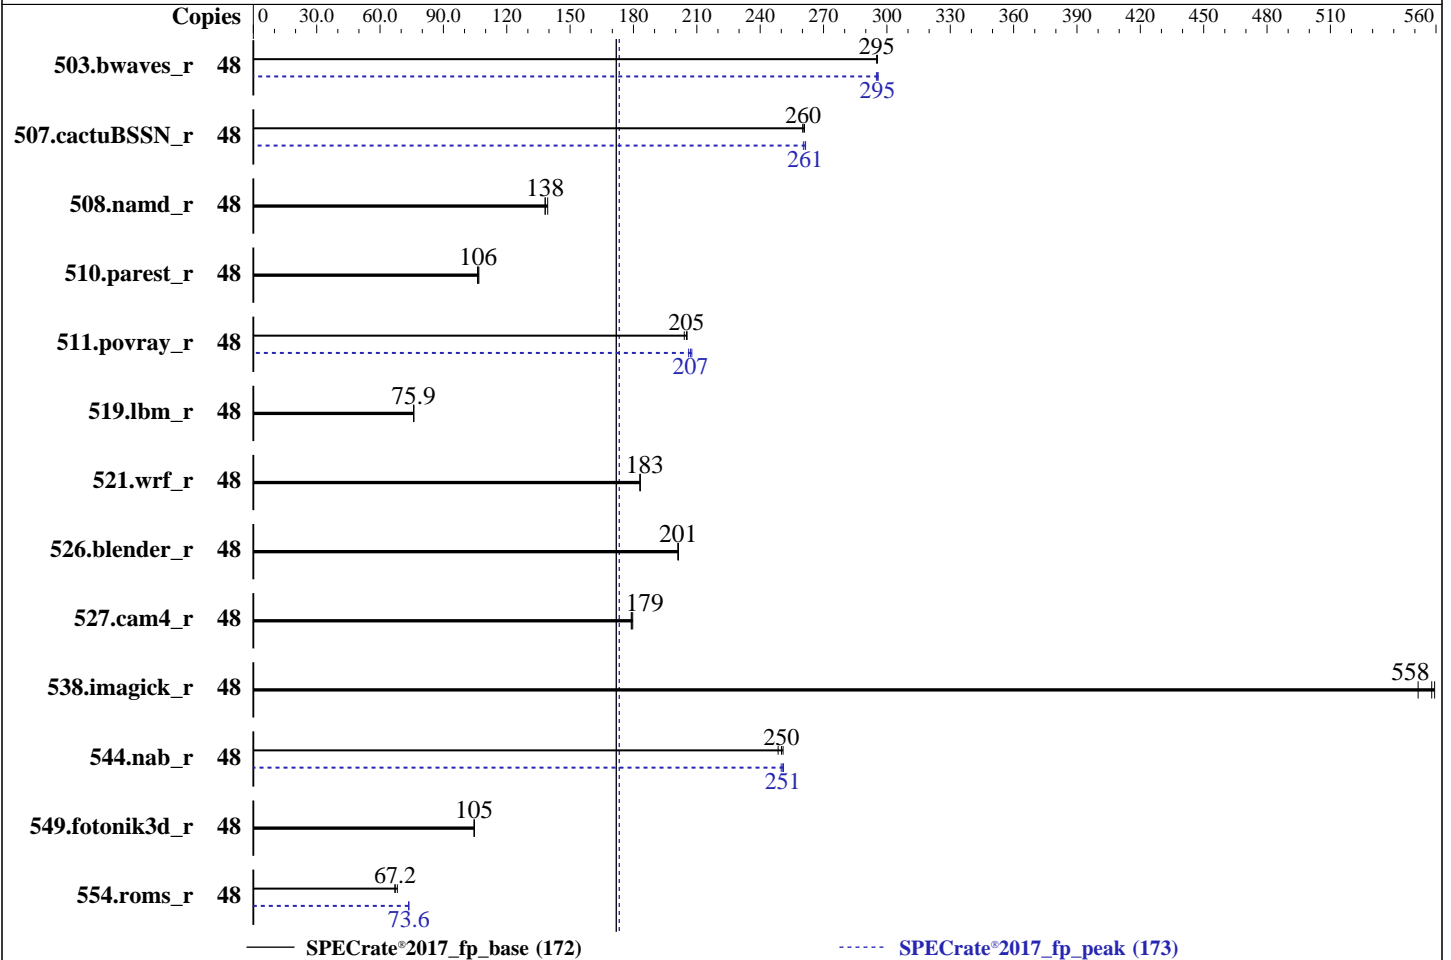 Copies 0 30.0 60.0 90.0 120 150 180 210 240 270 300 330 360 390 420 450 480 510 560
503.bwaves_r 48 295
295
507.cactuBSSN_r 48 260
261
508.namd_r 48 138
510.parest_r 48 106
511.povray_r 48 205
207
519.lbm_r 48 75.9
521.wrf_r 48 183
526.blender_r 48 201
527.cam4_r 48 179
538.imagick_r 48 558
544.nab_r 48 250
251
549.fotonik3d_r 48 105
554.roms_r 48 67.2
73.6
SPECrate®2017_fp_base (172) SPECrate®2017_fp_peak (173)